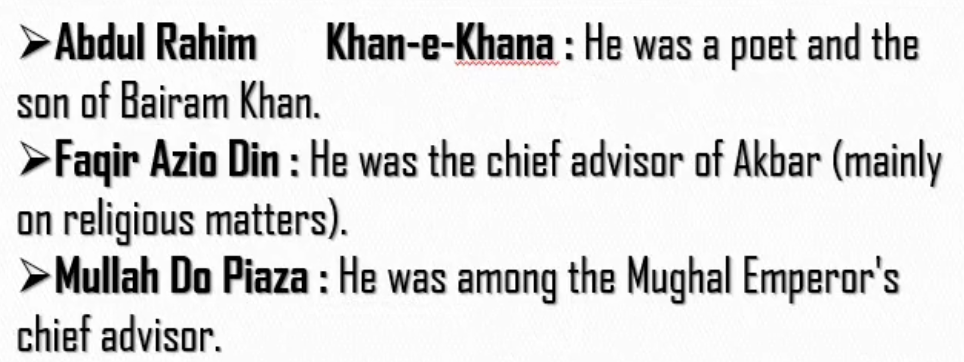 ➢Abdul Rahim Khan-e-Khana : He was a poet and the
son of Bairam Khan.
➢Faqir Azio Din : He was the chief advisor of Akbar (mainly
on religious matters).
➢Mullah Do Piaza : He was among the Mughal Emperor's
chief advisor.